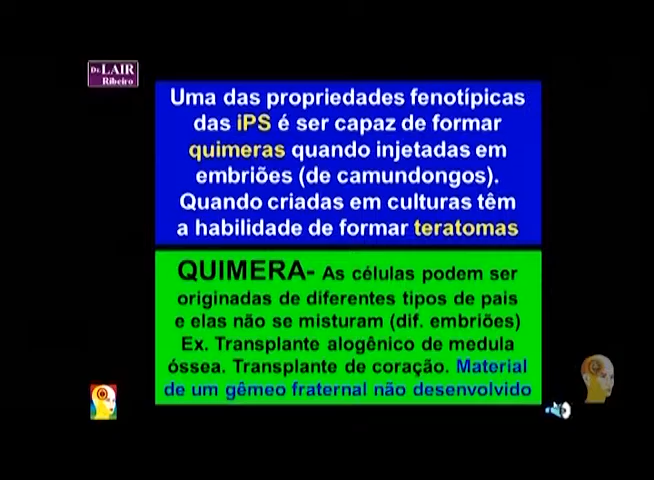 Dr. LAIR
Ribeiro
Uma das propriedades fenotípicas
das iPS é ser capaz de formar
quimeras quando injetadas em
embriões (de camundongos).
Quando criadas em culturas têm
a habilidade de formar teratomas
QUIMERA- As células podem ser
originadas de diferentes tipos de pais
e elas não se misturam (dif. embriões)
Ex. Transplante alogênico de medula
óssea. Transplante de coração. Material
de um gêmeo fraternal não desenvolvido